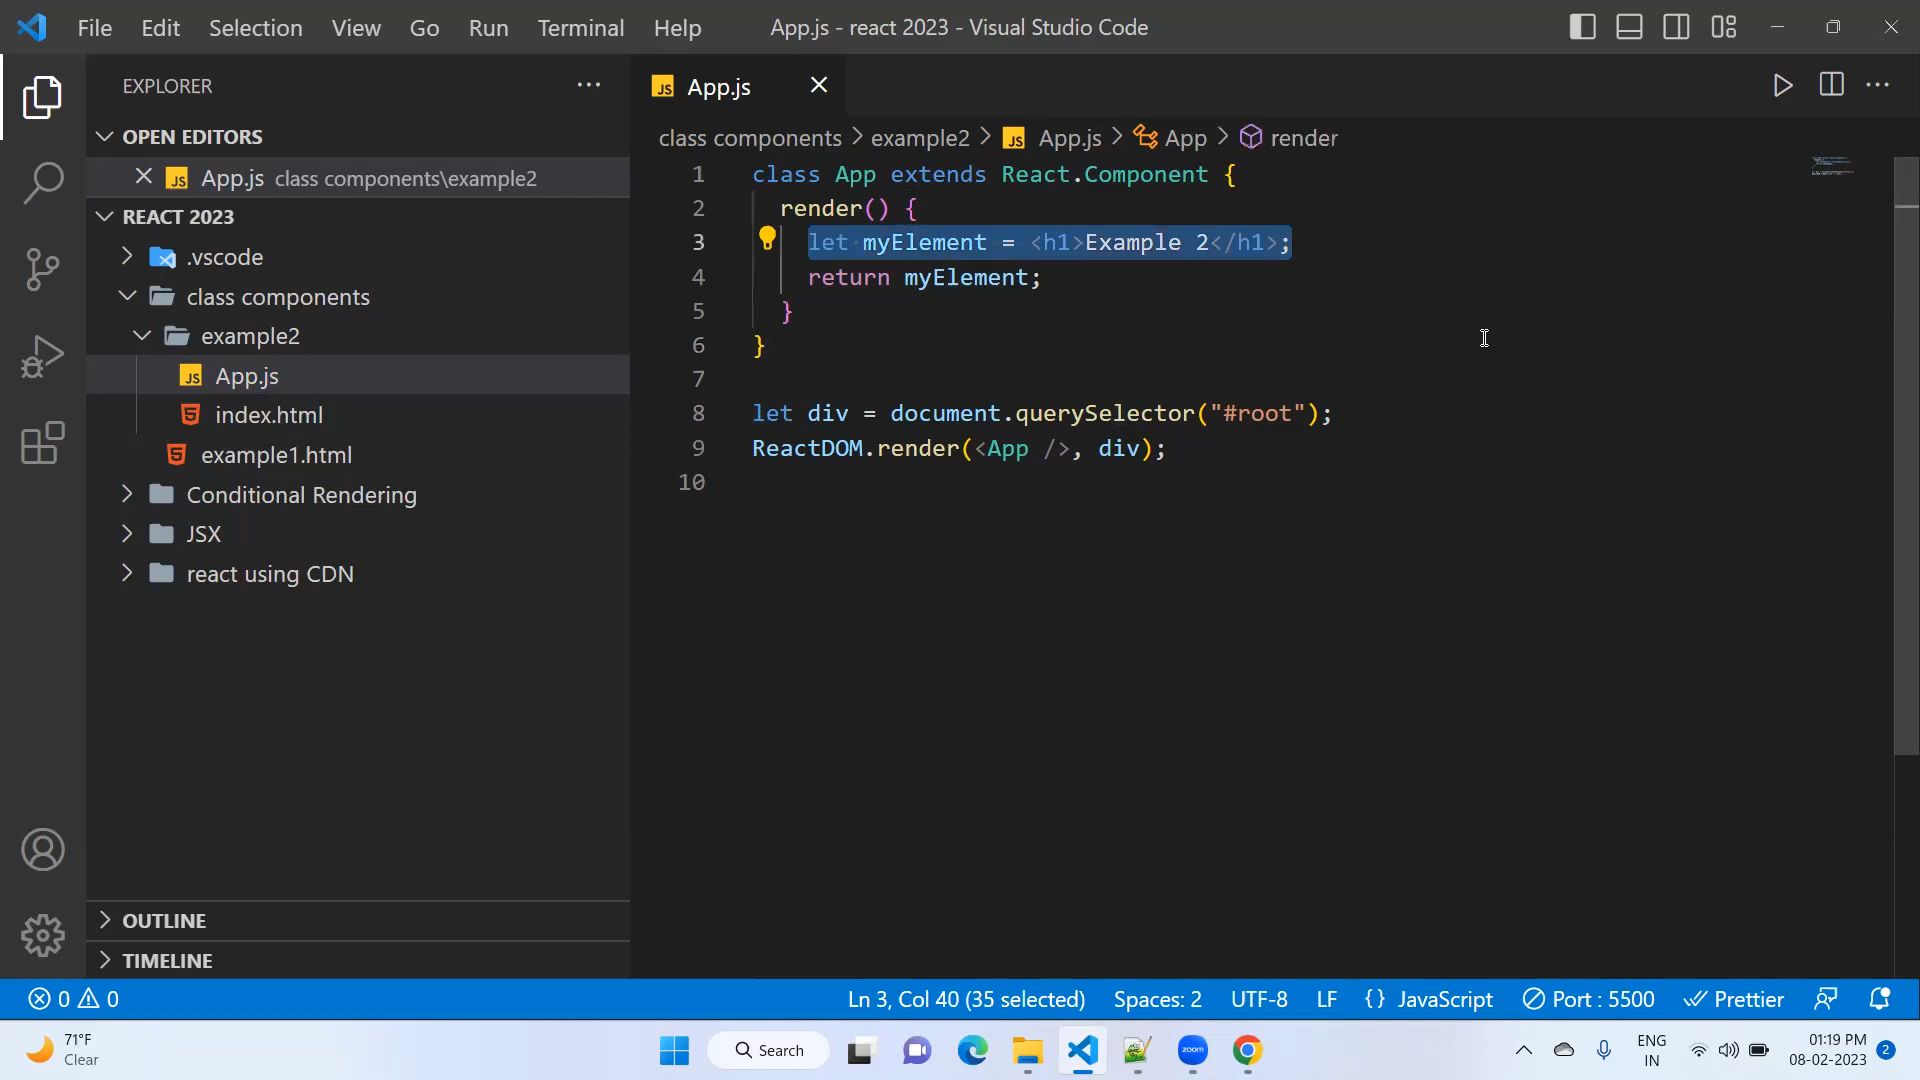 File Edit Selection View Go Run Terminal Help App.js - react 2023 - Visual Studio Code
EXPLORER
OPEN EDITORS
JS App.js class components\example2
REACT 2023
.vscode
class components
example2
JS App.js
index.html
example1.html
Conditional Rendering
JSX
react using CDN
OUTLINE
TIMELINE
JS App.js
class components > example2 > JS App.js > App > render
1 class App extends React.Component {
2 render() {
3 let myElement = <h1>Example 2</h1>;
4 return myElement;
5 }
6 }
7
8 let div = document.querySelector("#root");
9 ReactDOM.render(<App />, div);
10
0 0 Ln 3, Col 40 (35 selected) Spaces: 2 UTF-8 LF {} JavaScript Port : 5500 Prettier
71°F
Clear
Search
zoom
ENG
IN
01:19 PM
08-02-2023
2